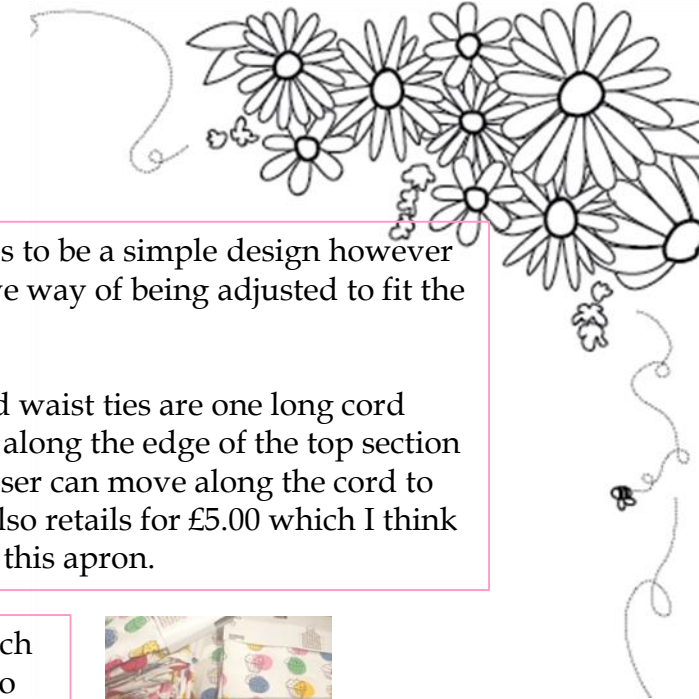 s to be a simple design however
ve way of being adjusted to fit the
d waist ties are one long cord
along the edge of the top section
ser can move along the cord to
lso retails for £5.00 which I think
this apron.
ch
o